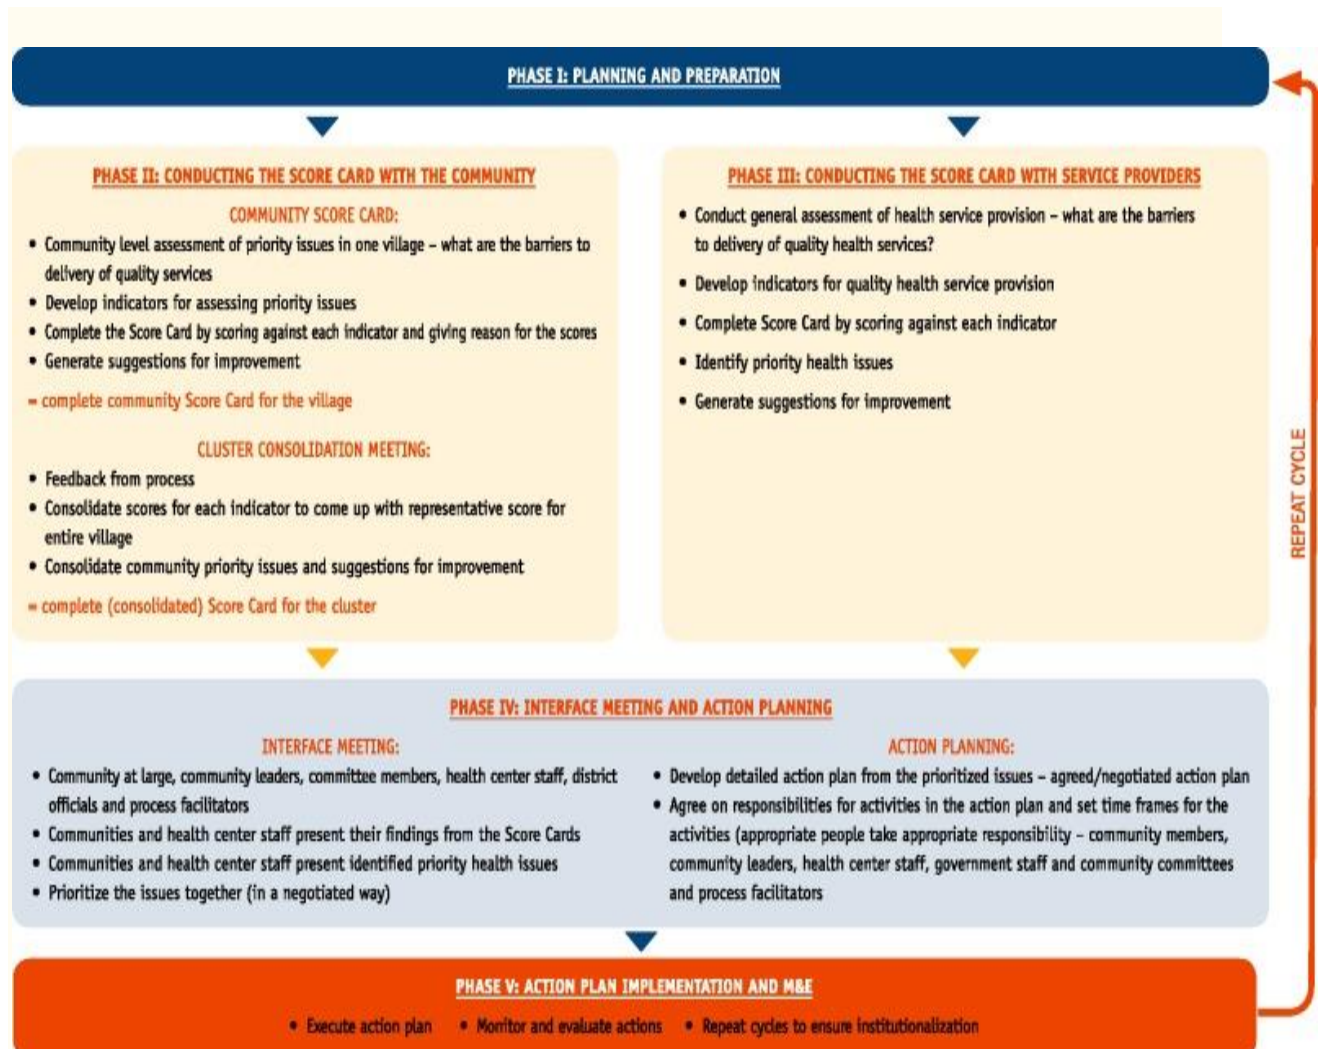 PHASE I: PLANNING AND PREPARATION
PHASE II: CONDUCTING THE SCORE CARD WITH THE COMMUNITY
COMMUNITY SCORE CARD:
• Community level assessment of priority issues in one village – what are the barriers to
delivery of quality services
• Develop indicators for assessing priority issues
• Complete the Score Card by scoring against each indicator and giving reason for the scores
• Generate suggestions for improvement
= complete community Score Card for the village
CLUSTER CONSOLIDATION MEETING:
• Feedback from process
• Consolidate scores for each indicator to come up with representative score for
entire village
• Consolidate community priority issues and suggestions for improvement
= complete (consolidated) Score Card for the cluster
PHASE III: CONDUCTING THE SCORE CARD WITH SERVICE PROVIDERS
• Conduct general assessment of health service provision – what are the barriers
to delivery of quality health services?
• Develop indicators for quality health service provision
• Complete Score Card by scoring against each indicator
• Identify priority health issues
• Generate suggestions for improvement
PHASE IV: INTERFACE MEETING AND ACTION PLANNING
INTERFACE MEETING:
• Community at large, community leaders, committee members, health center staff, district
officials and process facilitators
• Communities and health center staff present their findings from the Score Cards
• Communities and health center staff present identified priority health issues
• Prioritize the issues together (in a negotiated way)
ACTION PLANNING:
• Develop detailed action plan from the prioritized issues – agreed/negotiated action plan
• Agree on responsibilities for activities in the action plan and set time frames for the
activities (appropriate people take appropriate responsibility – community members,
community leaders, health center staff, government staff and community committees
and process facilitators
PHASE V: ACTION PLAN IMPLEMENTATION AND M&E
• Execute action plan • Monitor and evaluate actions • Repeat cycles to ensure institutionalization
REPEAT CYCLE